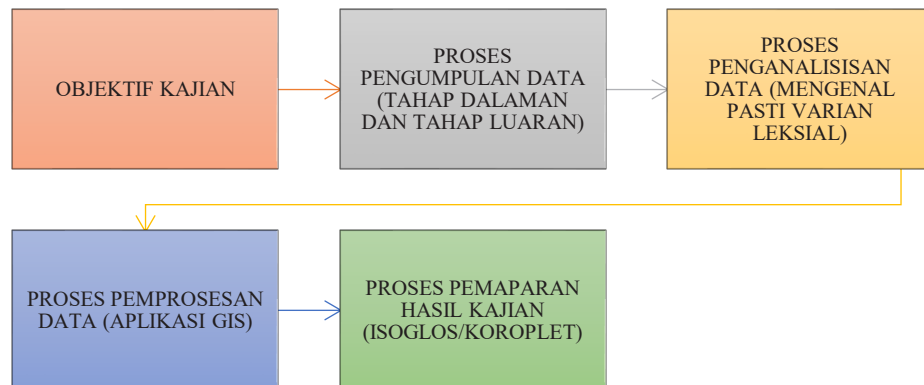 OBJEKTIF KAJIAN
PROSES
PENGUMPULAN DATA
(TAHAP DALAMAN
DAN TAHAP LUARAN)
PROSES
PENGANALISISAN
DATA (MENGENAL
PASTI VARIAN
LEKSIAL)
PROSES PEMPROSESAN
DATA (APLIKASI GIS)
PROSES PEMAPARAN
HASIL KAJIAN
(ISOGLOS/KOROPLET)